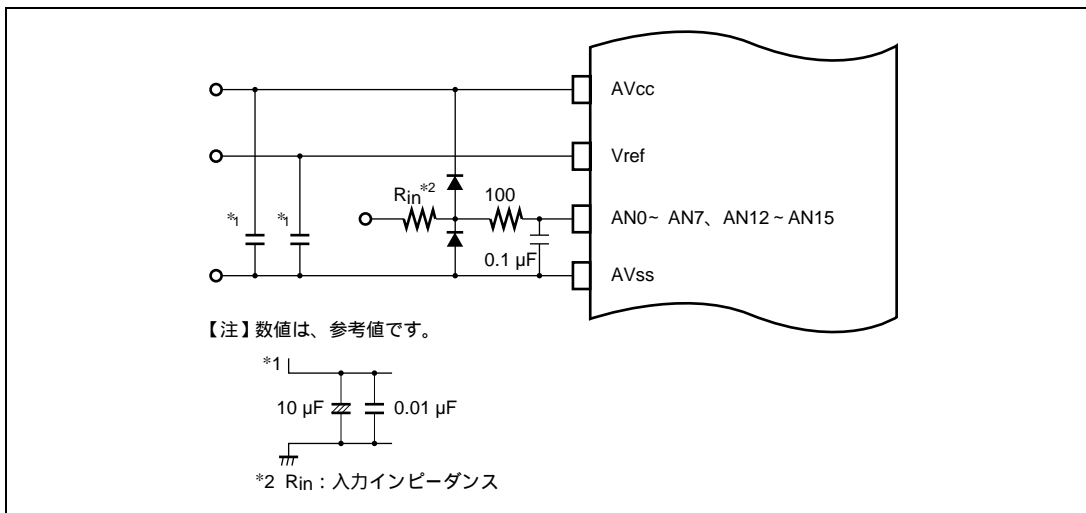 AVcc
Vref
Rin*2
100
*1
*1
AN0~ AN7、AN12~AN15
0.1 µF
AVss
【注】数値は、参考値です。
*1
10 µF
0.01 µF
*2 Rin:入力インピーダンス